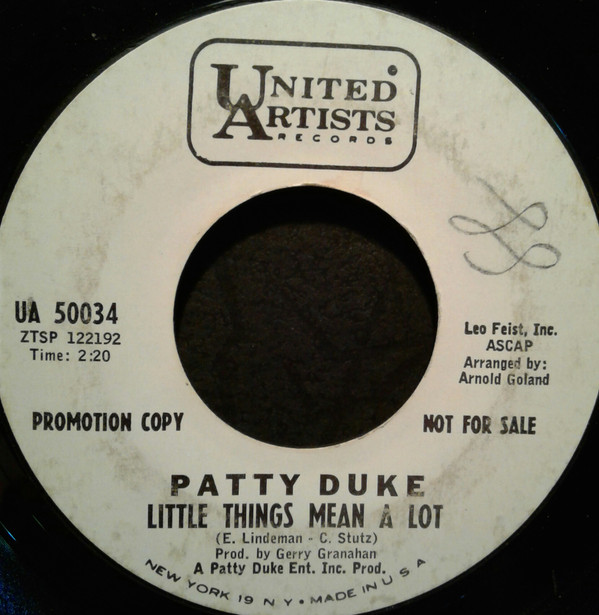 UNITED
ARTISTS
RECORDS
UA 50034
ZTSP 122192
Time: 2:20
Leo Feist, Inc.
ASCAP
Arranged by:
Arnold Goland
PROMOTION COPY
NOT FOR SALE
PATTY DUKE
LITTLE THINGS MEAN A LOT
(E. Lindeman - C. Stutz)
Prod. by Gerry Granahan
A Patty Duke Ent. Inc. Prod.
NEW YORK 19 N Y • MADE IN U S A